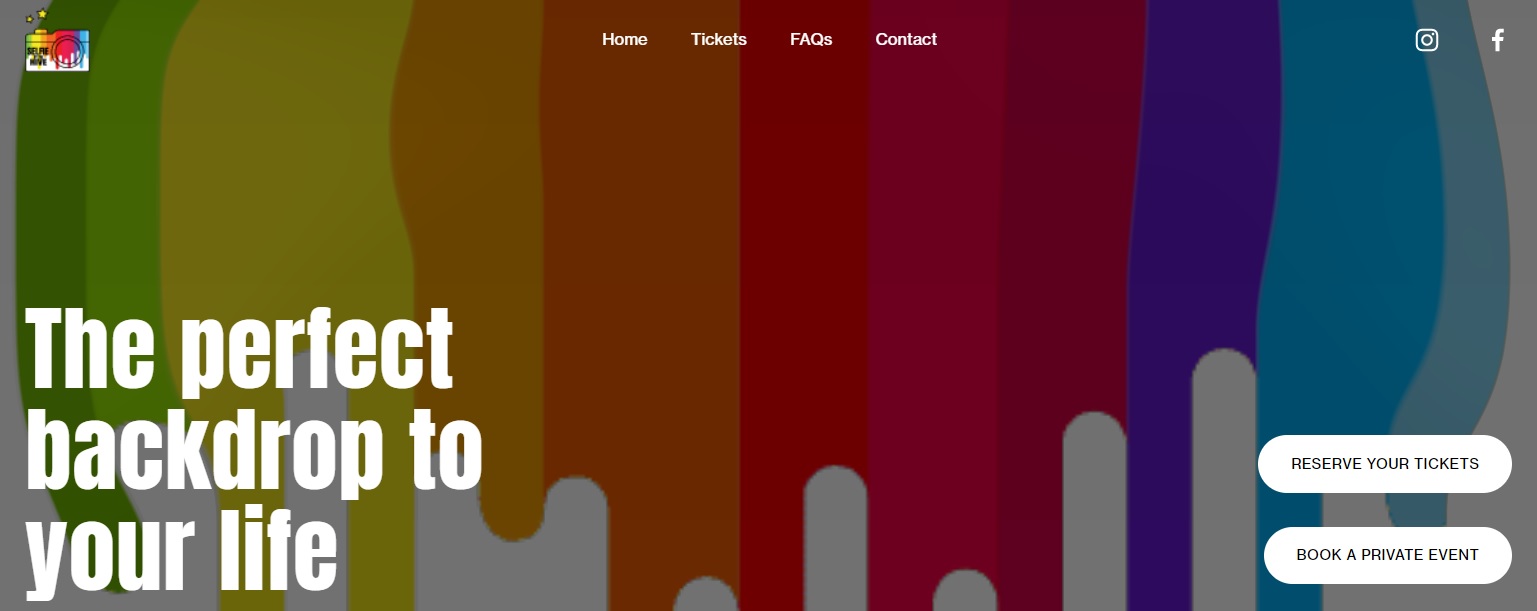 SELFIE
HIVE
Home
Tickets
FAQs
Contact
The perfect
backdrop to
your life
RESERVE YOUR TICKETS
BOOK A PRIVATE EVENT